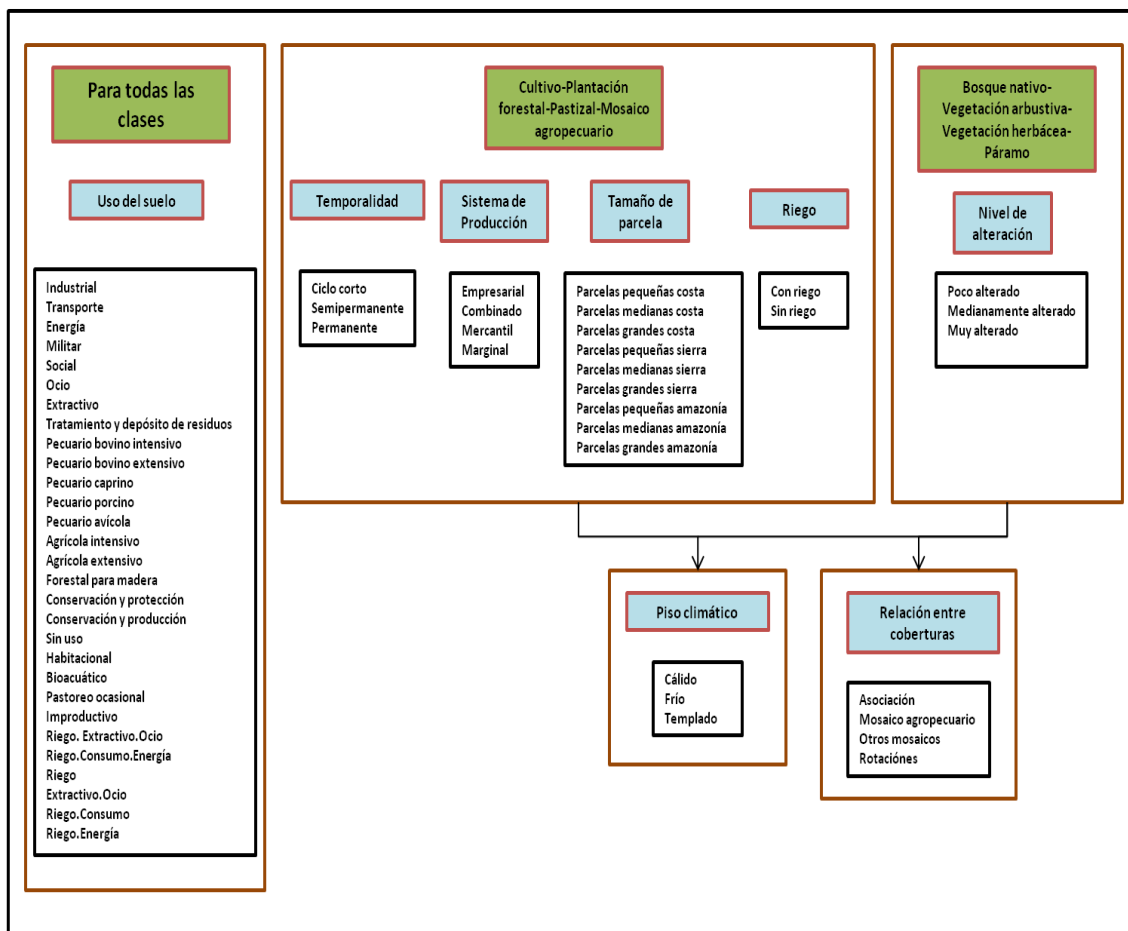 Para todas las
clases
Uso del suelo
Industrial
Transporte
Energía
Militar
Social
Ocio
Extractivo
Tratamiento y depósito de residuos
Pecuario bovino intensivo
Pecuario bovino extensivo
Pecuario caprino
Pecuario porcino
Pecuario avícola
Agrícola intensivo
Agrícola extensivo
Forestal para madera
Conservación y protección
Conservación y producción
Sin uso
Habitacional
Bioacuático
Pastoreo ocasional
Improductivo
Riego. Extractivo.Ocio
Riego.Consumo.Energía
Riego
Extractivo.Ocio
Riego.Consumo
Riego.Energía
Cultivo-Plantación
forestal-Pastizal-Mosaico
agropecuario
Temporalidad
Ciclo corto
Semipermanente
Permanente
Sistema de
Producción
Empresarial
Combinado
Mercantil
Marginal
Tamaño de
parcela
Parcelas pequeñas costa
Parcelas medianas costa
Parcelas grandes costa
Parcelas pequeñas sierra
Parcelas medianas sierra
Parcelas grandes sierra
Parcelas pequeñas amazonía
Parcelas medianas amazonía
Parcelas grandes amazonía
Riego
Con riego
Sin riego
Bosque nativo-
Vegetación arbustiva-
Vegetación herbácea-
Páramo
Nivel de
alteración
Poco alterado
Medianamente alterado
Muy alterado
Piso climático
Cálido
Frío
Templado
Relación entre
coberturas
Asociación
Mosaico agropecuario
Otros mosaicos
Rotaciónes